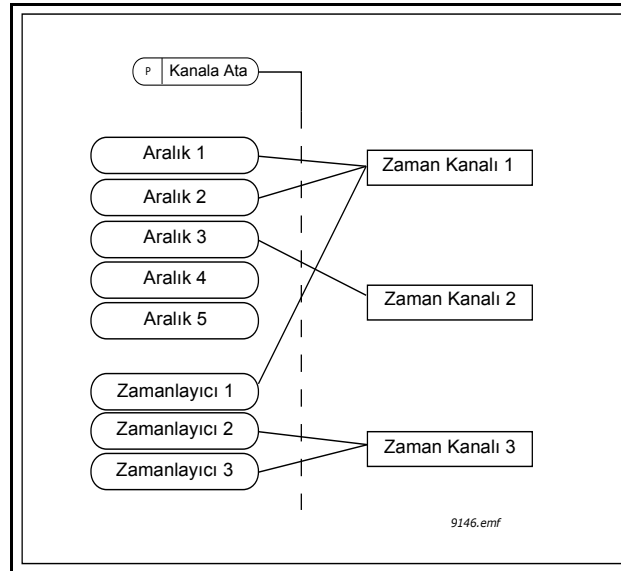 P Kanala Ata
Aralık 1
Aralık 2
Aralık 3
Aralık 4
Aralık 5
Zamanlayıcı 1
Zamanlayıcı 2
Zamanlayıcı 3
Zaman Kanalı 1
Zaman Kanalı 2
Zaman Kanalı 3
9146.emf